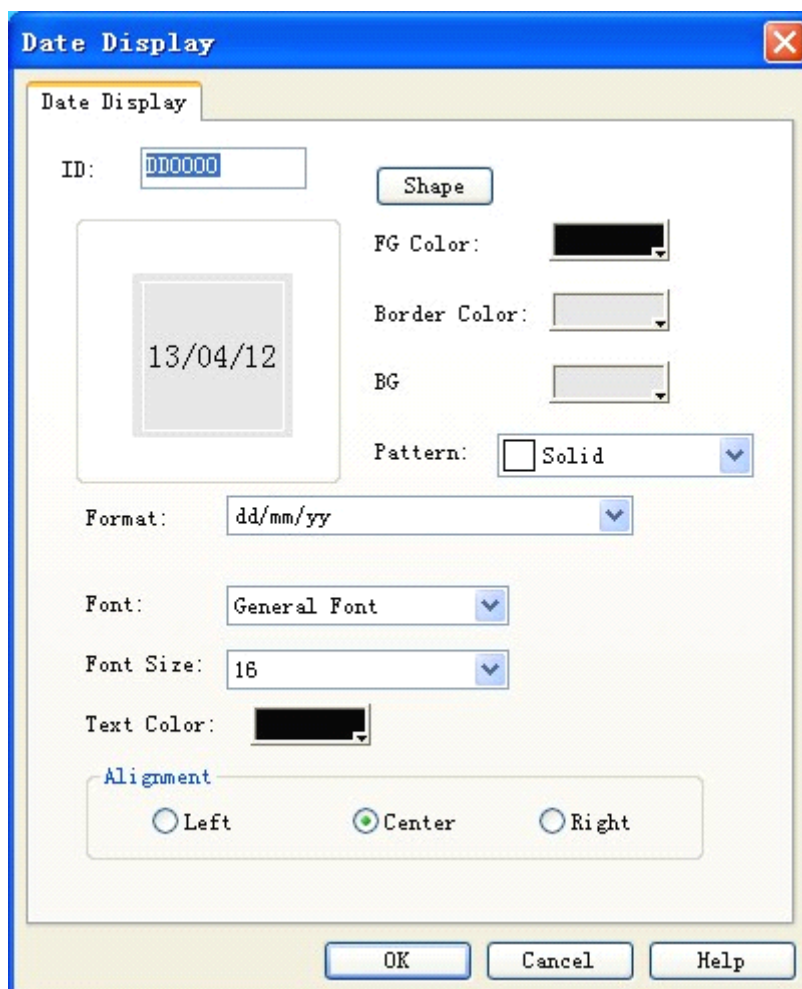 Date Display
Date Display
ID: DD0000
Shape
FG Color:
Border Color:
13/04/12
BG
Pattern: Solid
Format: dd/mm/yy
Font: General Font
Font Size: 16
Text Color:
Alignment
Left Center Right
OK Cancel Help